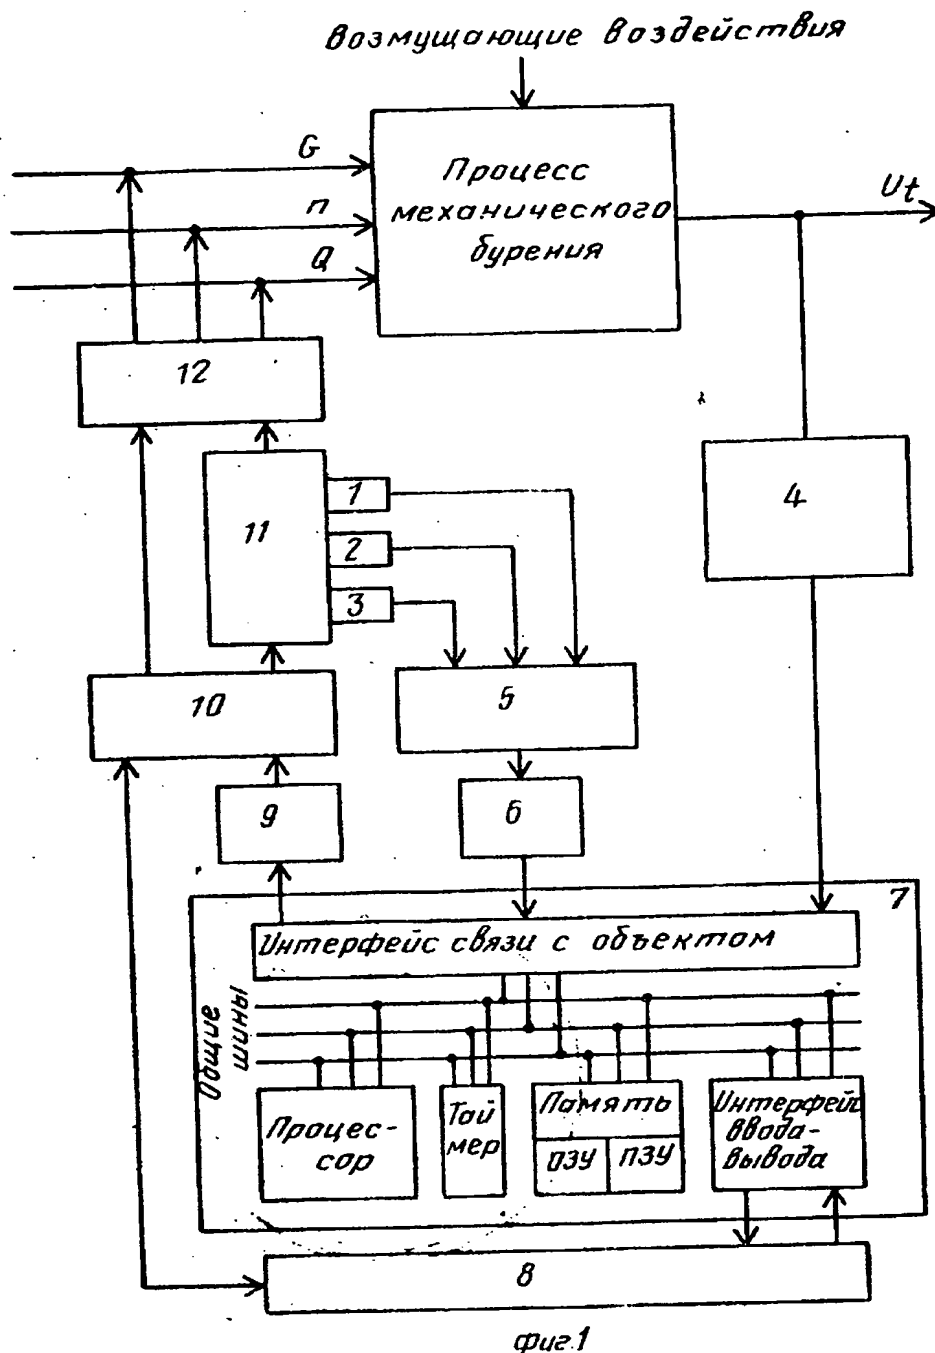 возмущающие воздействия
G
n
Q
Процесс
механического
бурения
Ut
12
11
1
2
3
4
10
5
9
6
7
Интерфейс связи с объектом
Общие
шины
Процес-
сор
Тай
мер
Память
ОЗУ ПЗУ
Интерфейс
ввода-
вывода
8
фиг.1